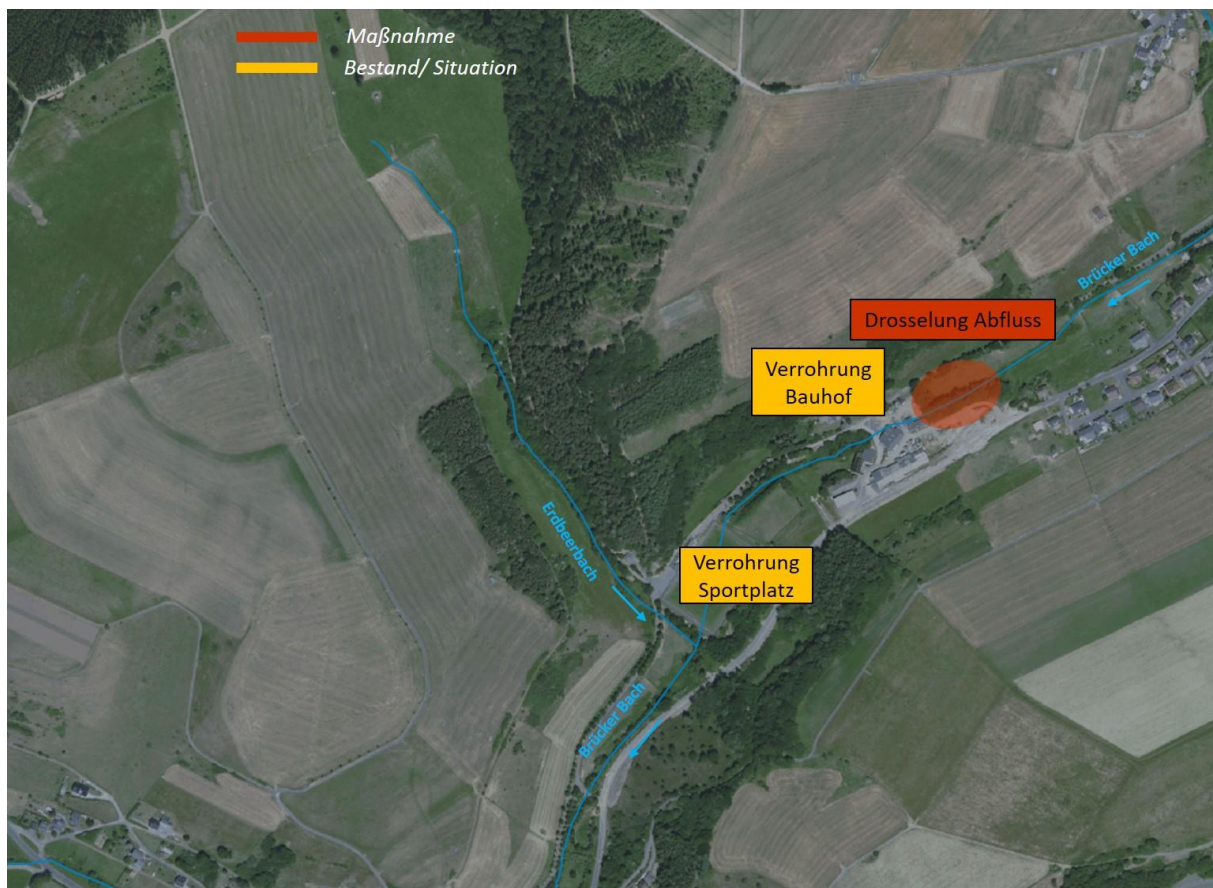 Maßnahme
Bestand/ Situation
Brücker Bach
Drosselung Abfluss
Verrohrung
Bauhof
Erdbeerbach
Verrohrung
Sportplatz
Brücker Bach